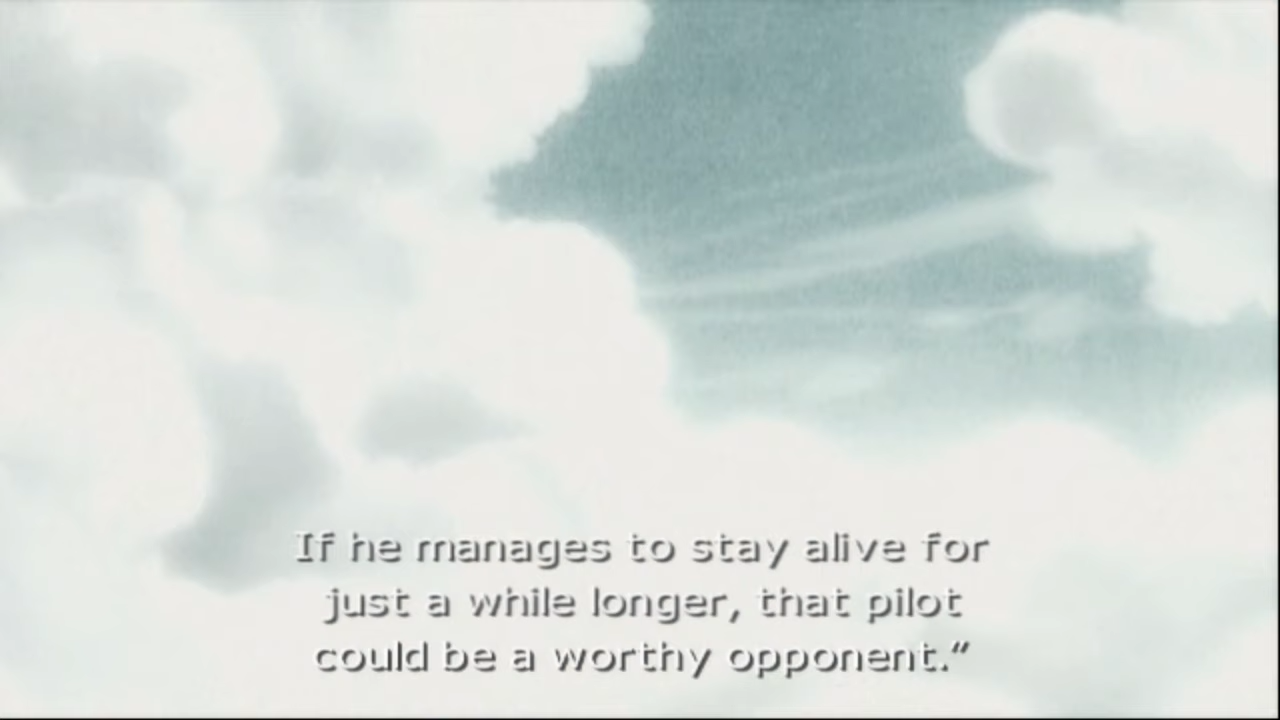 If he manages to stay alive for
just a while longer, that pilot
could be a worthy opponent.”